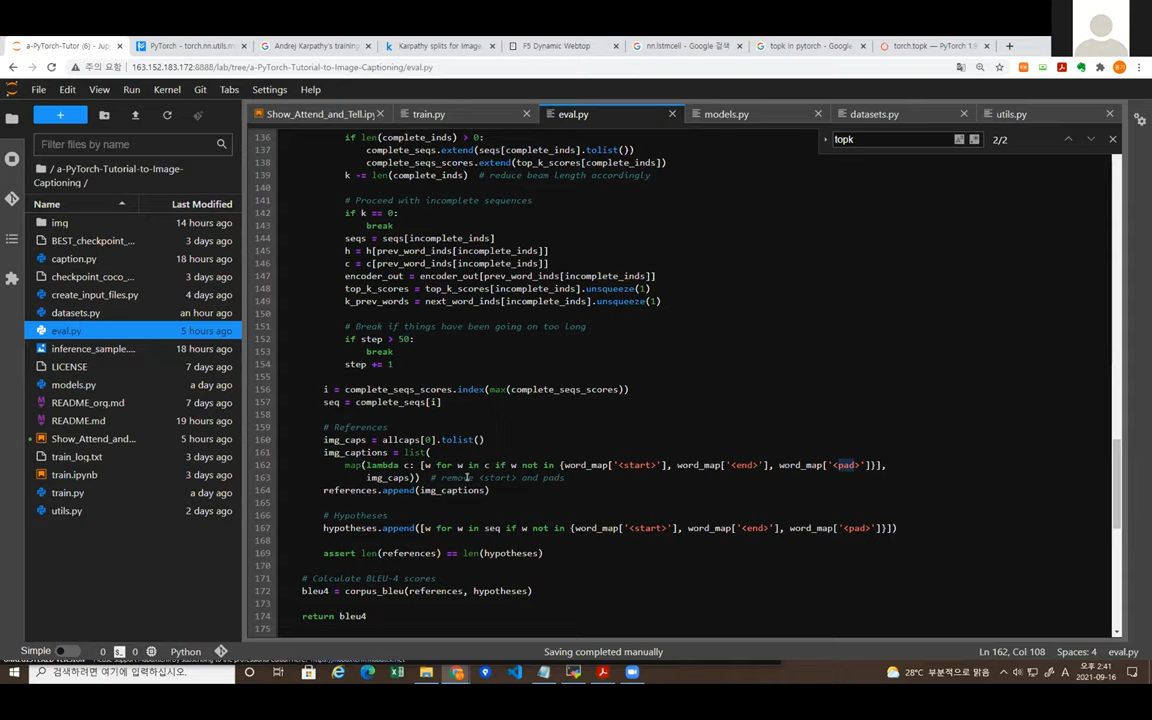 a-PyTorch-Tutor (6) - Jup
PyTorch - torch.nn.utils.m
Andrej Karpathy's training
Karpathy splits for Image
F5 Dynamic Webtop
nn.lstmcell - Google 검색
topk in pytorch - Google
torch.topk — PyTorch 1.9
주의 요함 | 163.152.183.172:8888/lab/tree/a-PyTorch-Tutorial-to-Image-Captioning/eval.py
File Edit View Run Kernel Git Tabs Settings Help
Show_Attend_and_Tell.ipy
train.py
eval.py
models.py
datasets.py
utils.py
topk
2/2
Filter files by name
/ a-PyTorch-Tutorial-to-Image-
Captioning /
Name Last Modified
img 14 hours ago
BEST_checkpoint_... 3 days ago
caption.py 18 hours ago
checkpoint_coco_... 3 days ago
create_input_files.py 4 days ago
datasets.py an hour ago
eval.py 5 hours ago
inference_sample.... 18 hours ago
LICENSE 7 days ago
models.py a day ago
README_org.md 7 days ago
README.md 19 hours ago
Show_Attend_and... 5 hours ago
train_log.txt 3 days ago
train.ipynb 4 days ago
train.py 3 days ago
utils.py 2 days ago
136 if len(complete_inds) > 0:
137 complete_seqs.extend(seqs[complete_inds].tolist())
138 complete_seqs_scores.extend(top_k_scores[complete_inds])
139 k -= len(complete_inds)  # reduce beam length accordingly
140
141 # Proceed with incomplete sequences
142 if k == 0:
143 break
144 seqs = seqs[incomplete_inds]
145 h = h[prev_word_inds[incomplete_inds]]
146 c = c[prev_word_inds[incomplete_inds]]
147 encoder_out = encoder_out[prev_word_inds[incomplete_inds]]
148 top_k_scores = top_k_scores[incomplete_inds].unsqueeze(1)
149 k_prev_words = next_word_inds[incomplete_inds].unsqueeze(1)
150
151 # Break if things have been going on too long
152 if step > 50:
153 break
154 step += 1
155
156 i = complete_seqs_scores.index(max(complete_seqs_scores))
157 seq = complete_seqs[i]
158
159 # References
160 img_caps = allcaps[0].tolist()
161 img_captions = list(
162 map(lambda c: [w for w in c if w not in {word_map['<start>'], word_map['<end>'], word_map['<pad>']}],
163 img_caps))  # remove <start> and pads
164 references.append(img_captions)
165
166 # Hypotheses
167 hypotheses.append([w for w in seq if w not in {word_map['<start>'], word_map['<end>'], word_map['<pad>']}])
168
169 assert len(references) == len(hypotheses)
170
171 # Calculate BLEU-4 scores
172 bleu4 = corpus_bleu(references, hypotheses)
173
174 return bleu4
175
Simple 0 0 Python
Saving completed manually
Ln 162, Col 108 Spaces: 4 eval.py
검색하려면 여기에 입력하십시오.
28°C 부분적으로 맑음
A
오후 2:41
2021-09-16